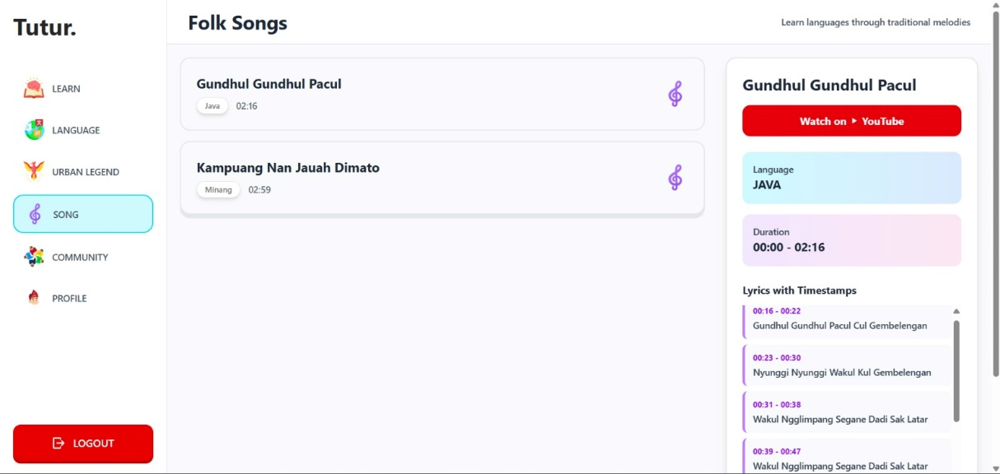 Tutur.
LEARN
LANGUAGE
URBAN LEGEND
SONG
COMMUNITY
PROFILE
LOGOUT
Folk Songs
Learn languages through traditional melodies
Gundhul Gundhul Pacul
Java 02:16
Kampuang Nan Jauah Dimato
Minang 02:59
Gundhul Gundhul Pacul
Watch on YouTube
Language
JAVA
Duration
00:00 - 02:16
Lyrics with Timestamps
00:16 - 00:22
Gundhul Gundhul Pacul Cul Gembelengan
00:23 - 00:30
Nyunggi Nyunggi Wakul Kul Gembelengan
00:31 - 00:38
Wakul Ngglimpang Segane Dadi Sak Latar
00:39 - 00:47
Wakul Ngglimpang Segane Dadi Sak Latar